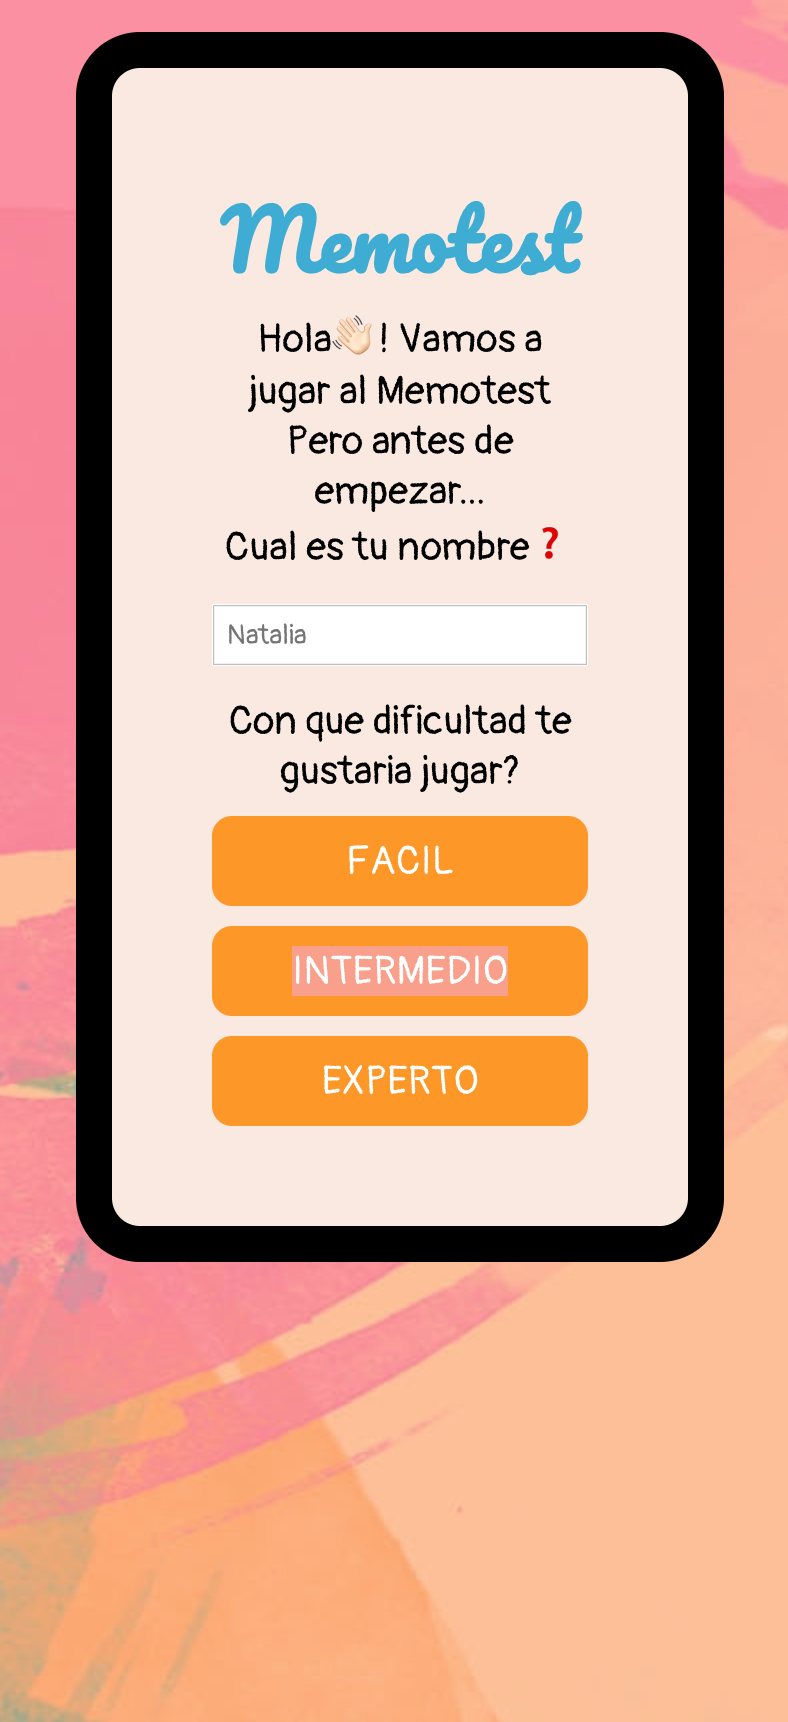 Memotest
Hola👋🏻! Vamos a
jugar al Memotest
Pero antes de
empezar...
Cual es tu nombre ❓
Natalia
Con que dificultad te
gustaria jugar?
FACIL
INTERMEDIO
EXPERTO